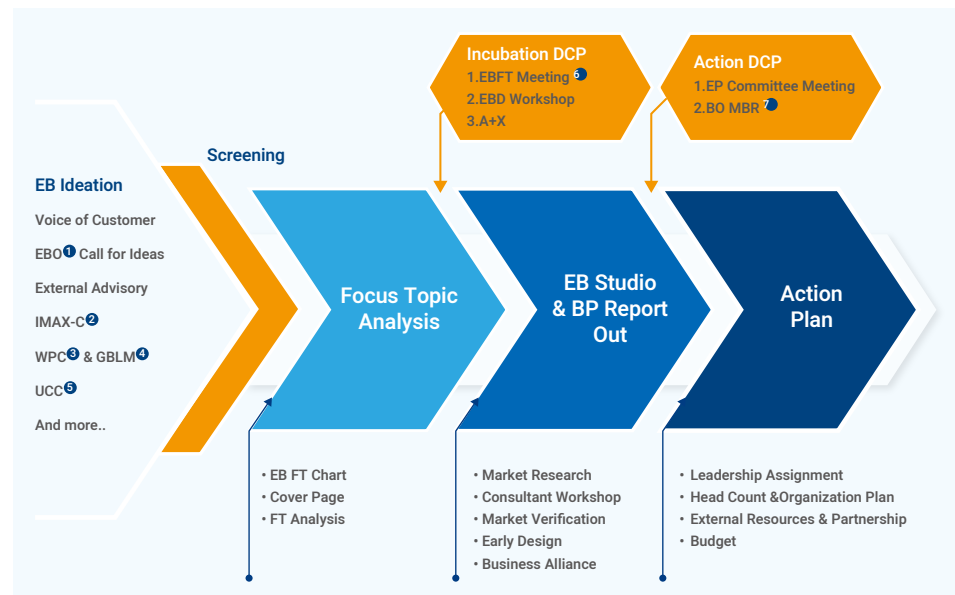 Incubation DCP
1.EBFT Meeting 6
2.EBD Workshop
3.A+X
Action DCP
1.EP Committee Meeting
2.BO MBR 7
Screening
EB Ideation
Voice of Customer
EBO1 Call for Ideas
External Advisory
IMAX-C2
WPC3 & GBLM4
UCC5
And more..
Focus Topic
Analysis
EB Studio
& BP Report
Out
Action
Plan
• EB FT Chart
• Cover Page
• FT Analysis
• Market Research
• Consultant Workshop
• Market Verification
• Early Design
• Business Alliance
• Leadership Assignment
• Head Count &Organization Plan
• External Resources & Partnership
• Budget